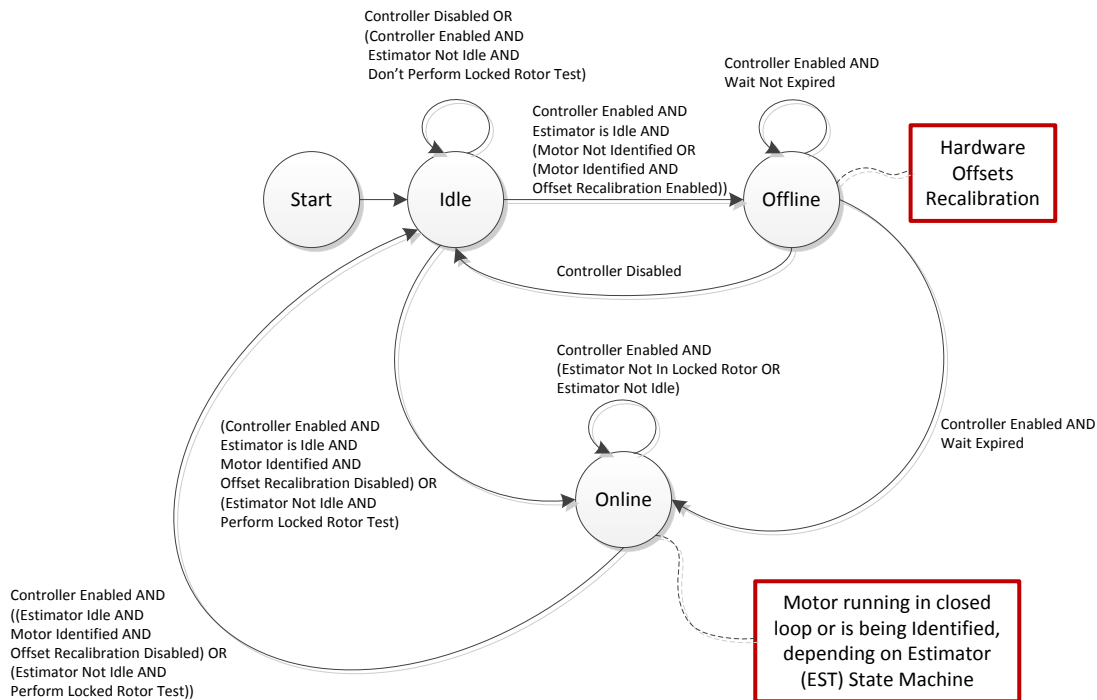 Controller Disabled OR
(Controller Enabled AND
Estimator Not Idle AND
Don't Perform Locked Rotor Test)
Controller Enabled AND
Wait Not Expired
Controller Enabled AND
Estimator is Idle AND
(Motor Not Identified OR
(Motor Identified AND
Offset Recalibration Enabled))
Hardware
Offsets
Recalibration
Start
Idle
Offline
Controller Disabled
Controller Enabled AND
(Estimator Not In Locked Rotor OR
Estimator Not Idle)
(Controller Enabled AND
Estimator is Idle AND
Motor Identified AND
Offset Recalibration Disabled) OR
(Estimator Not Idle AND
Perform Locked Rotor Test)
Controller Enabled AND
Wait Expired
Online
Controller Enabled AND
((Estimator Idle AND
Motor Identified AND
Offset Recalibration Disabled) OR
(Estimator Not Idle AND
Perform Locked Rotor Test))
Motor running in closed
loop or is being Identified,
depending on Estimator
(EST) State Machine